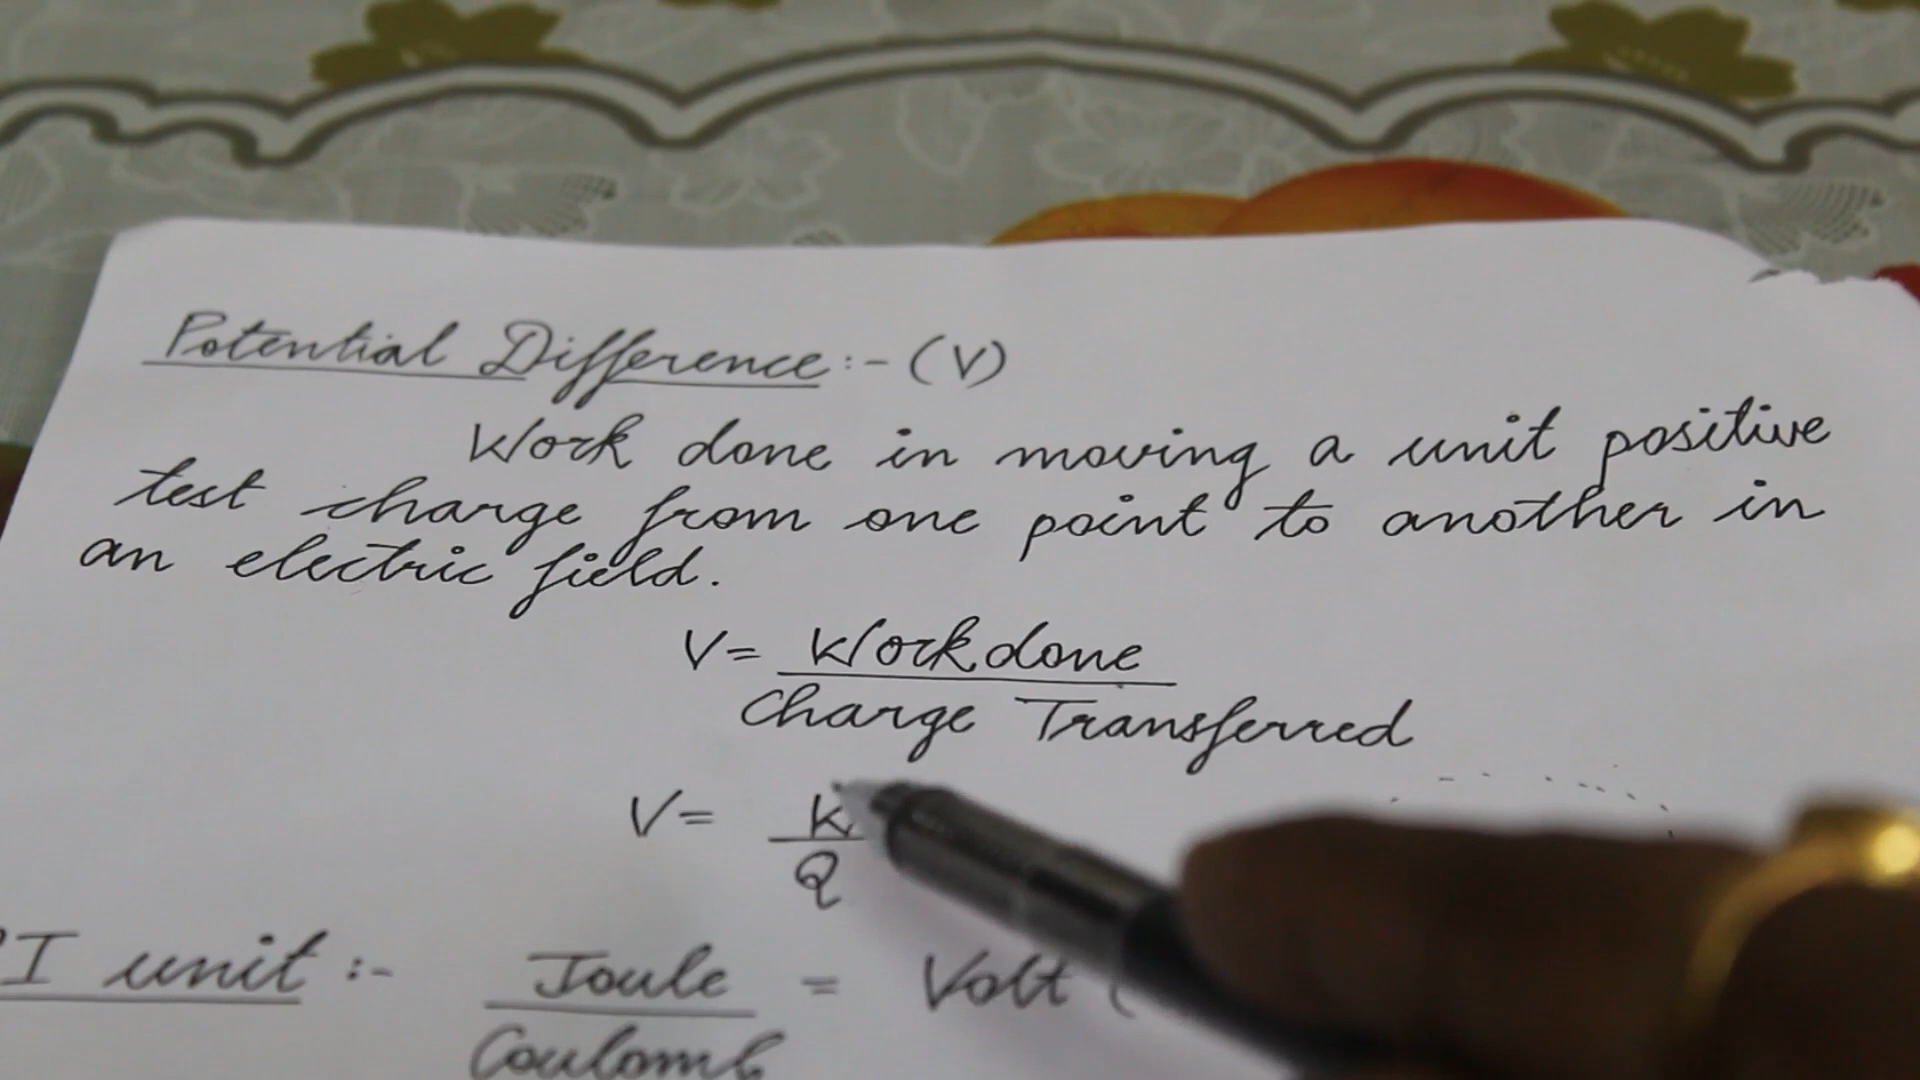 Potential Difference :- (V)
Work done in moving a unit positive
test charge from one point to another in
an electric field.
V = Work done
Charge Transferred
V =
Q
I unit :- Joule = Volt (
Coulomb